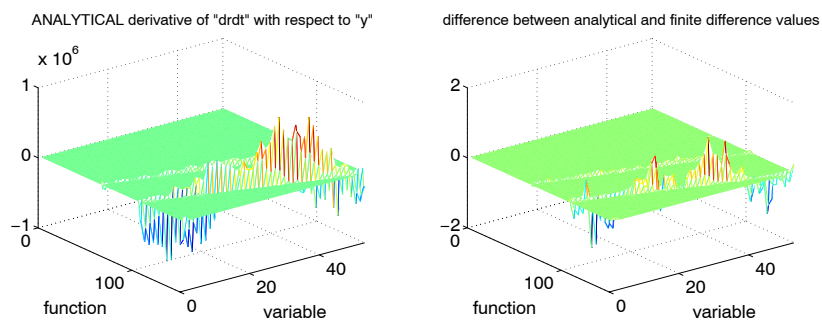 ANALYTICAL derivative of "drdt" with respect to "y"
x 10^6
1
0
−1
0
100
function
0
20
40
variable
difference between analytical and finite difference values
2
0
−2
0
100
function
0
20
40
variable